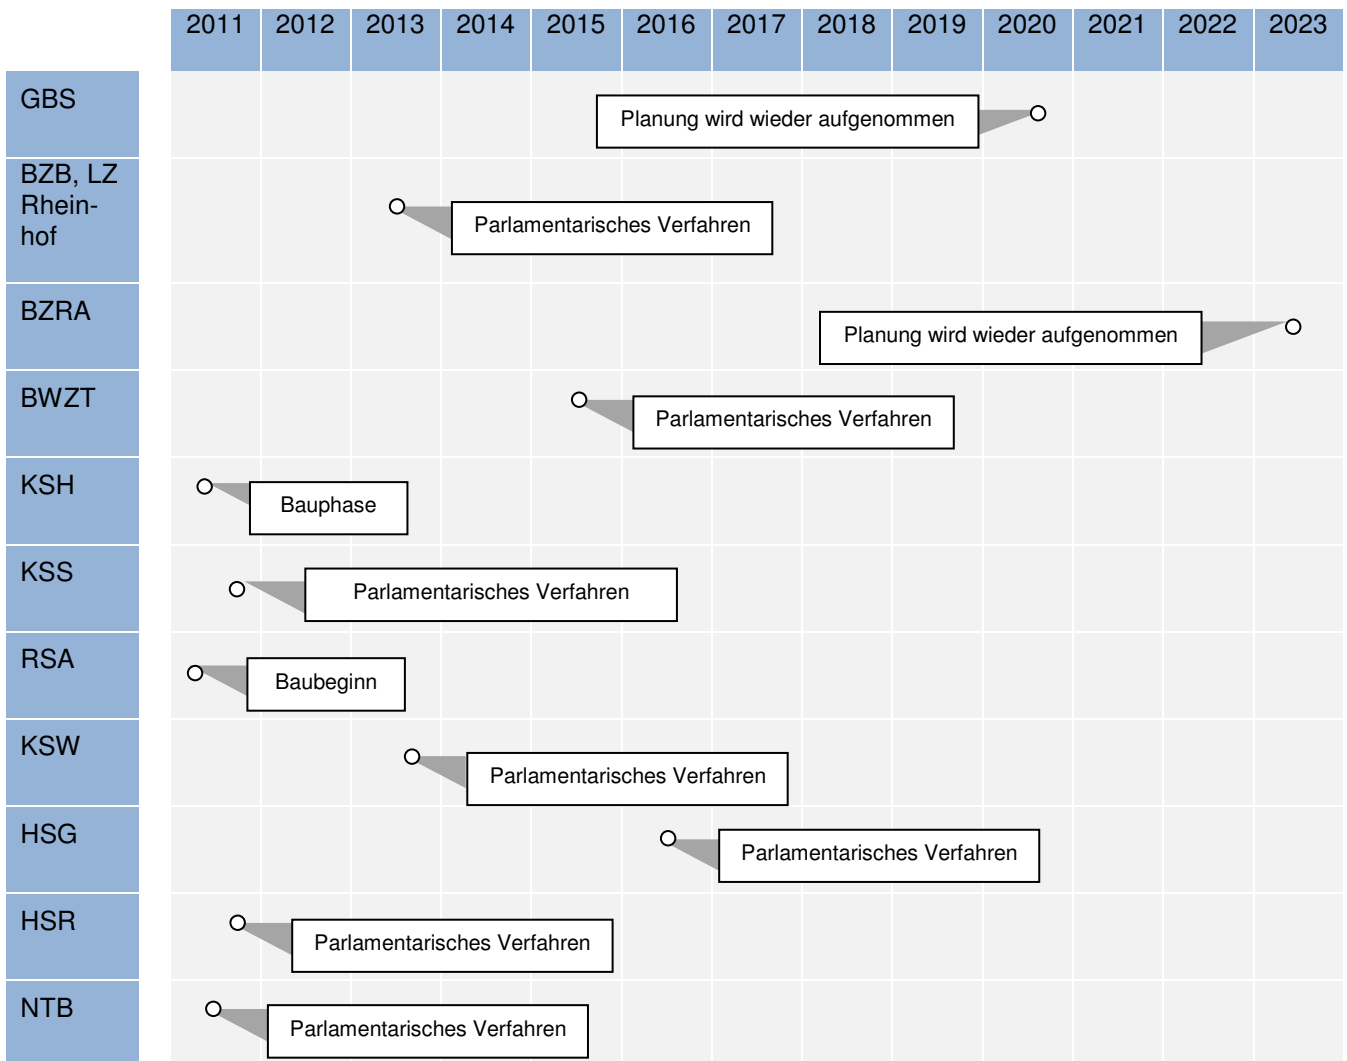 2011 2012 2013 2014 2015 2016 2017 2018 2019 2020 2021 2022 2023
GBS
Planung wird wieder aufgenommen
BZB, LZ
Rhein-
hof
Parlamentarisches Verfahren
BZRA
Planung wird wieder aufgenommen
BWZT
Parlamentarisches Verfahren
KSH
Bauphase
KSS
Parlamentarisches Verfahren
RSA
Baubeginn
KSW
Parlamentarisches Verfahren
HSG
Parlamentarisches Verfahren
HSR
Parlamentarisches Verfahren
NTB
Parlamentarisches Verfahren